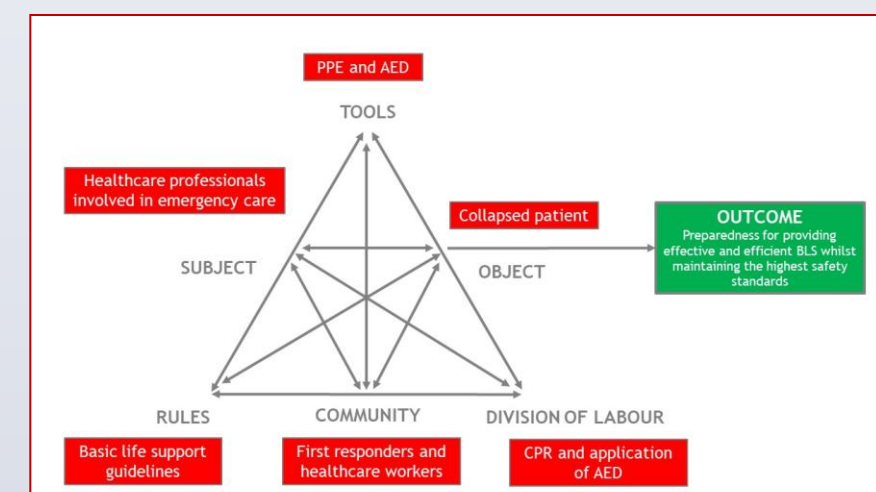 PPE and AED
TOOLS
Healthcare professionals
involved in emergency care
Collapsed patient
OUTCOME
Preparedness for providing
effective and efficient BLS whilst
maintaining the highest safety
standards
SUBJECT
OBJECT
RULES
COMMUNITY
DIVISION OF LABOUR
Basic life support
guidelines
First responders and
healthcare workers
CPR and application
of AED